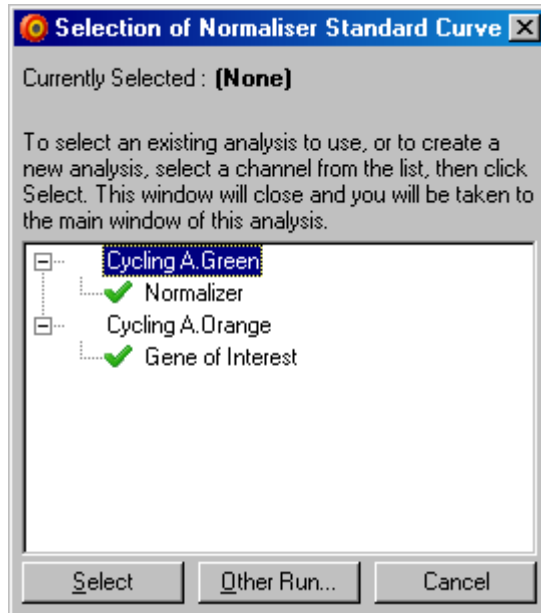 Selection of Normaliser Standard Curve
Currently Selected : (None)
To select an existing analysis to use, or to create a
new analysis, select a channel from the list, then click
Select. This window will close and you will be taken to
the main window of this analysis.
Cycling A.Green
Normalizer
Cycling A.Orange
Gene of Interest
Select Other Run... Cancel